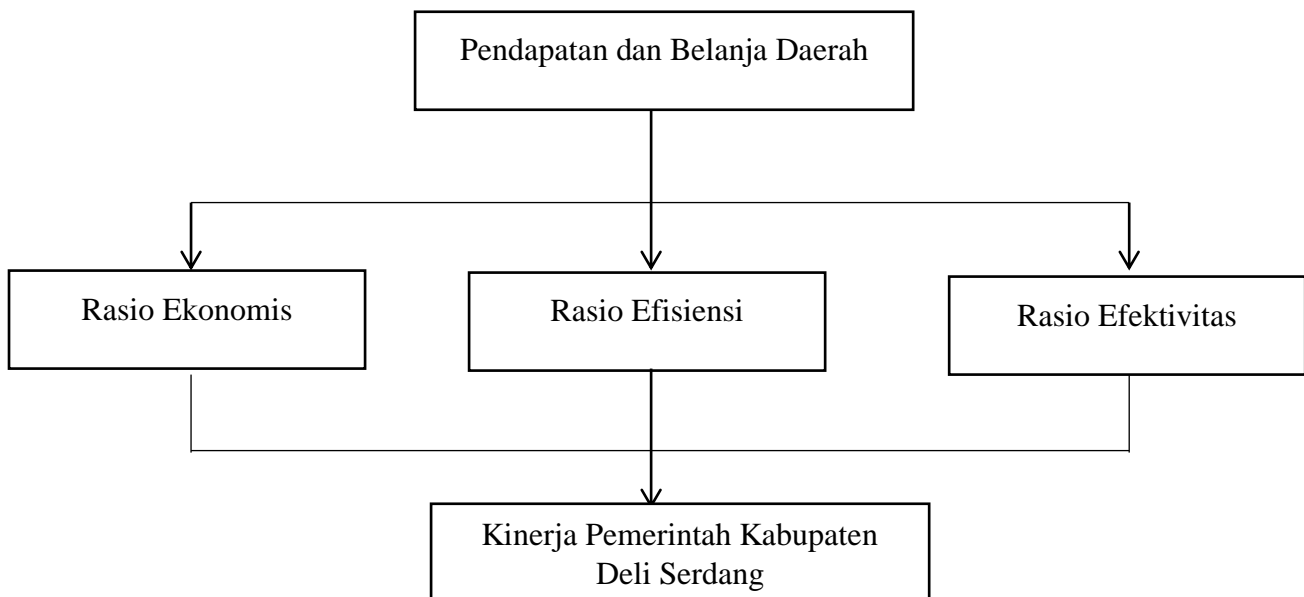 Pendapatan dan Belanja Daerah
Rasio Ekonomis
Rasio Efisiensi
Rasio Efektivitas
Kinerja Pemerintah Kabupaten
Deli Serdang